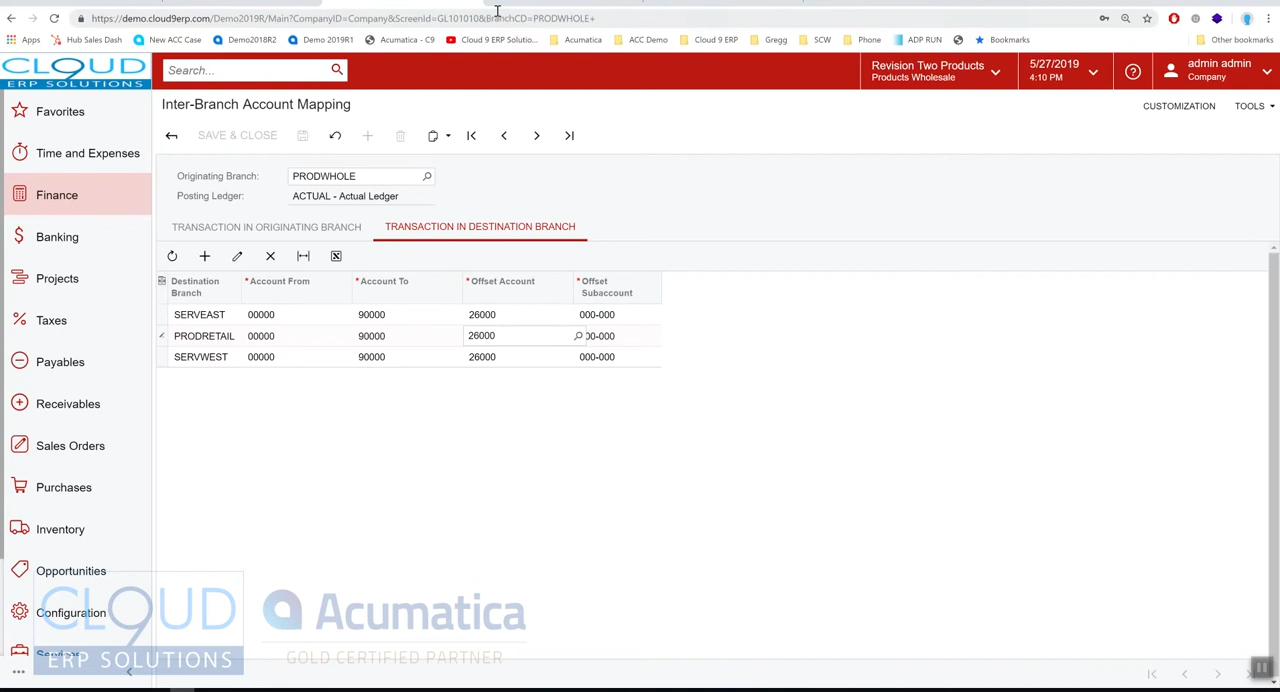 https://demo.cloud9erp.com/Demo2019R/Main?CompanyID=Company&ScreenId=GL101010&BranchCD=PRODWHOLE+
Apps Hub Sales Dash New ACC Case Demo2018R2 Demo 2019R1 Acumatica - C9 Cloud 9 ERP Solutio... Acumatica ACC Demo Cloud 9 ERP Gregg SCW Phone ADP RUN Bookmarks Other bookmarks
CLOUD
ERP SOLUTIONS
Search...
Revision Two Products
Products Wholesale
5/27/2019
4:10 PM
admin admin
Company
Favorites
Time and Expenses
Finance
Banking
Projects
Taxes
Payables
Receivables
Sales Orders
Purchases
Inventory
Opportunities
Configuration
Inter-Branch Account Mapping
CUSTOMIZATION TOOLS
SAVE & CLOSE
Originating Branch: PRODWHOLE
Posting Ledger: ACTUAL - Actual Ledger
TRANSACTION IN ORIGINATING BRANCH TRANSACTION IN DESTINATION BRANCH
Destination Branch *Account From *Account To *Offset Account *Offset Subaccount
SERVEAST 00000 90000 26000 000-000
PRODRETAIL 00000 90000 26000 00-000
SERVWEST 00000 90000 26000 000-000
CLOUD9
ERP SOLUTIONS
Acumatica
GOLD CERTIFIED PARTNER